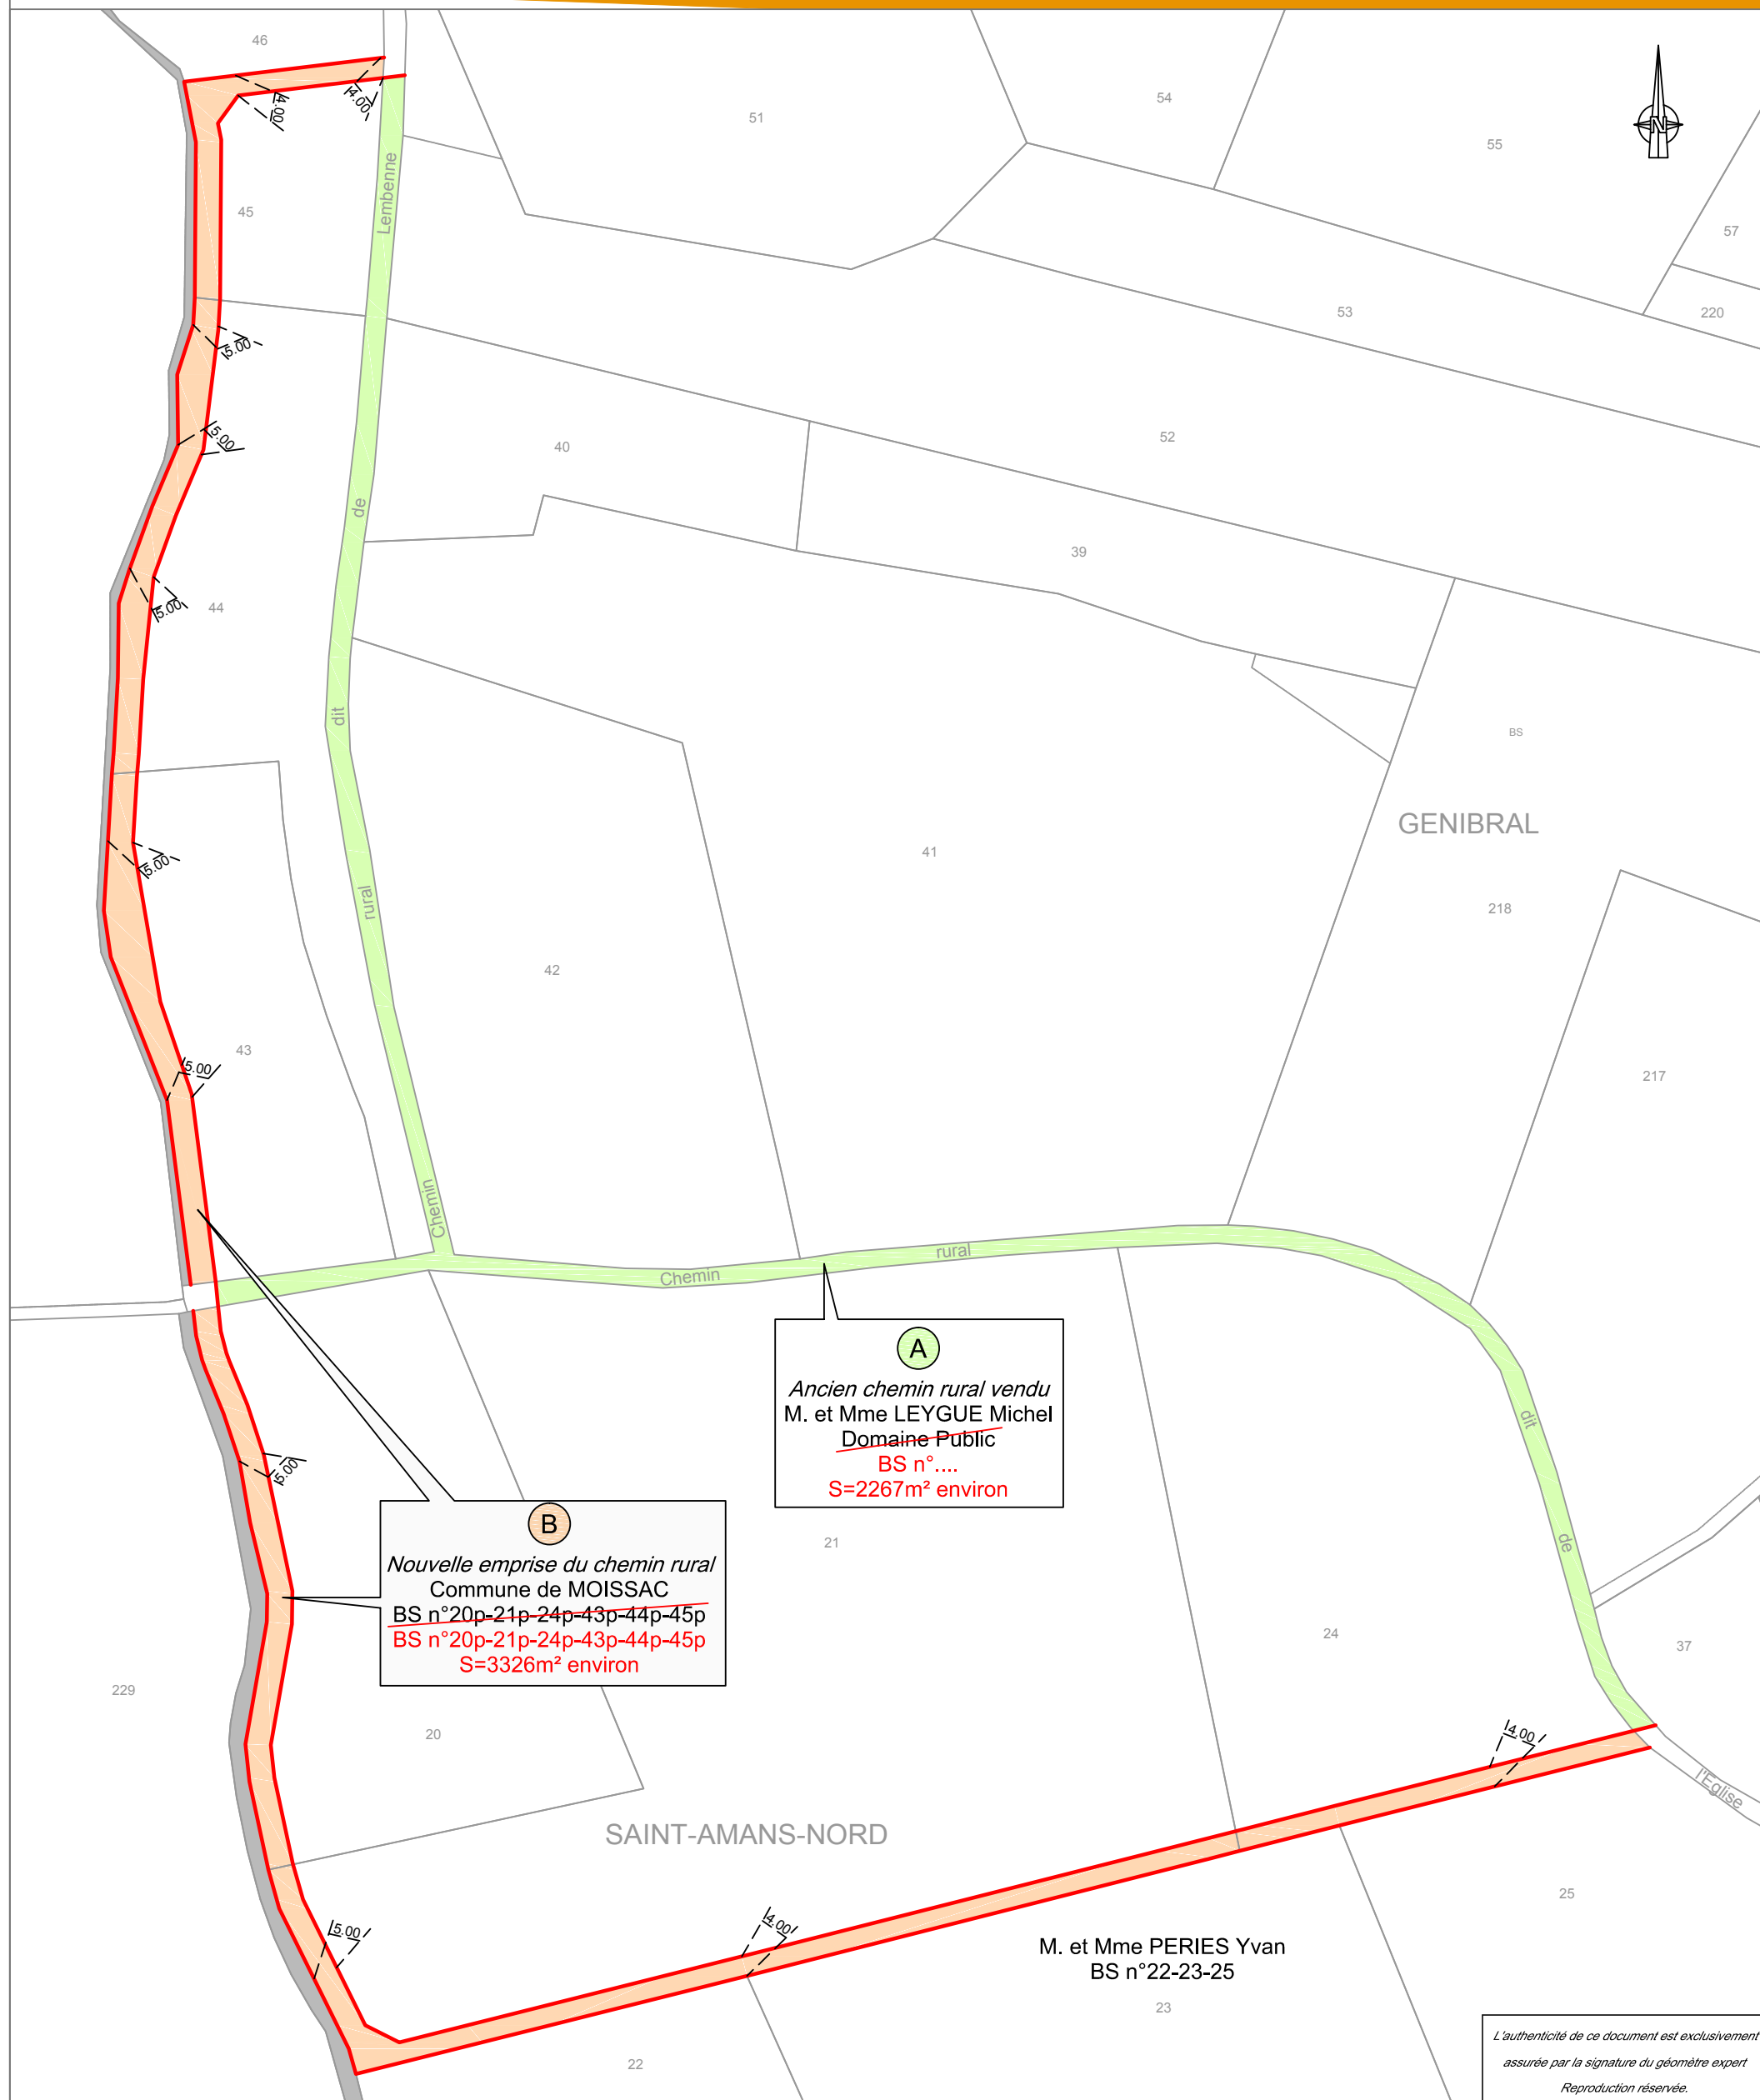 46
N
54
51
55
4.00
4.00
Lembenne
45
57
53
220
5.00
5.00
40
52
de
39
5.00
44
dit
BS
GENIBRAL
41
5.00
rural
218
42
43
5.00
217
Chemin
rural
Chemin
A
Ancien chemin rural vendu
M. et Mme LEYGUE Michel
Domaine Public
BS n°....
S=2267m² environ
dit
5.00
B
Nouvelle emprise du chemin rural
Commune de MOISSAC
BS n°20p-21p-24p-43p-44p-45p
BS n°20p-21p-24p-43p-44p-45p
S=3326m² environ
21
de
24
37
229
20
4.00
l'Eglise
SAINT-AMANS-NORD
25
5.00
4.00
M. et Mme PERIES Yvan
BS n°22-23-25
23
22
L'authenticité de ce document est exclusivement
assurée par la signature du géomètre expert
Reproduction réservée.